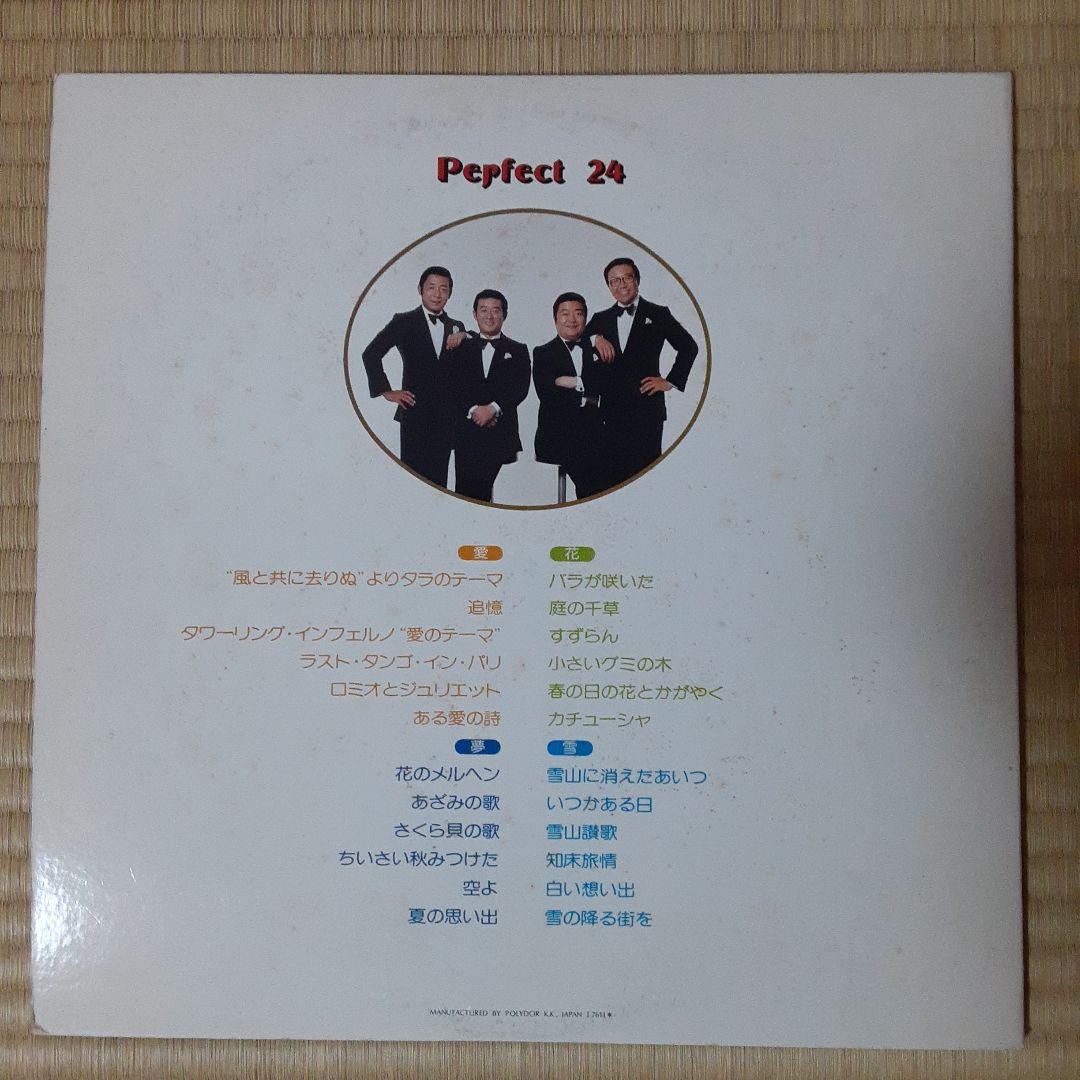 Perfect 24
愛
“風と共に去りぬ”よりタラのテーマ
追憶
タワーリング・インフェルノ“愛のテーマ”
ラスト・タンゴ・イン・パリ
ロミオとジュリエット
ある愛の詩
花
バラが咲いた
庭の千草
すずらん
小さいグミの木
春の日の花とかがやく
カチューシャ
夢
花のメルヘン
あざみの歌
さくら貝の歌
ちいさい秋みつけた
空よ
夏の思い出
雪
雪山に消えたあいつ
いつかある日
雪山讃歌
知床旅情
白い想い出
雪の降る街を
MANUFACTURED BY POLYDOR K.K., JAPAN